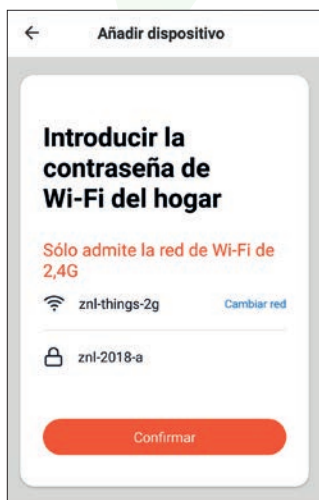 Añadir dispositivo
Introducir la
contraseña de
Wi-Fi del hogar
Sólo admite la red de Wi-Fi de
2,4G
znl-things-2g Cambiar red
znl-2018-a
Confirmar